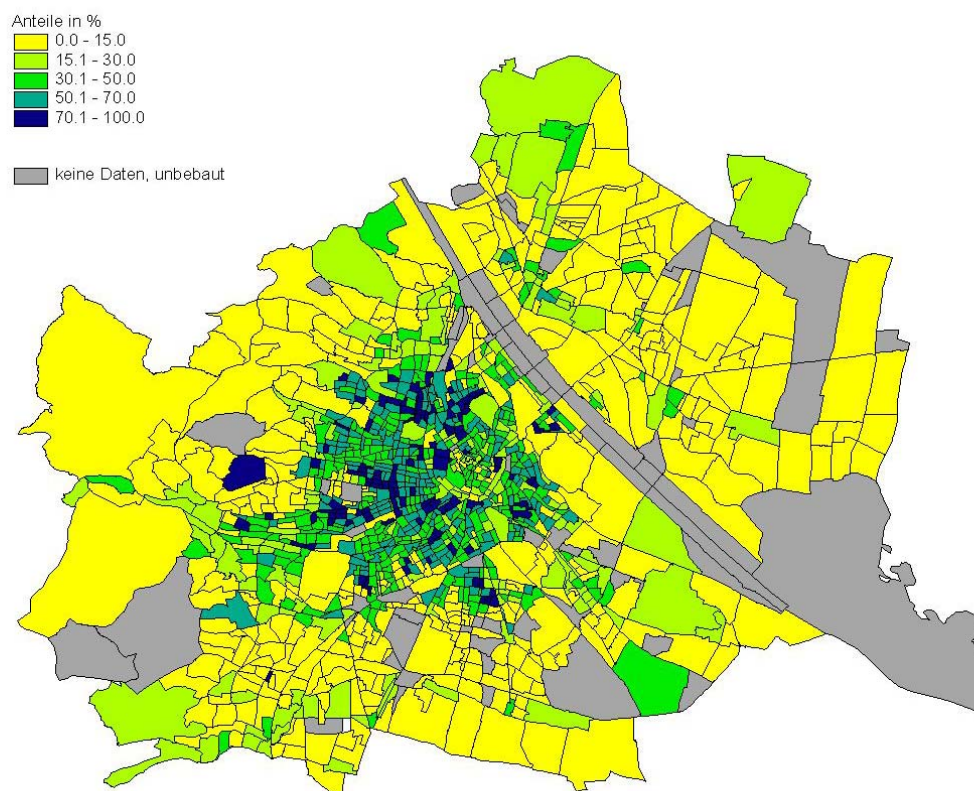 Anteile in %
0.0 - 15.0
15.1 - 30.0
30.1 - 50.0
50.1 - 70.0
70.1 - 100.0
keine Daten, unbebaut